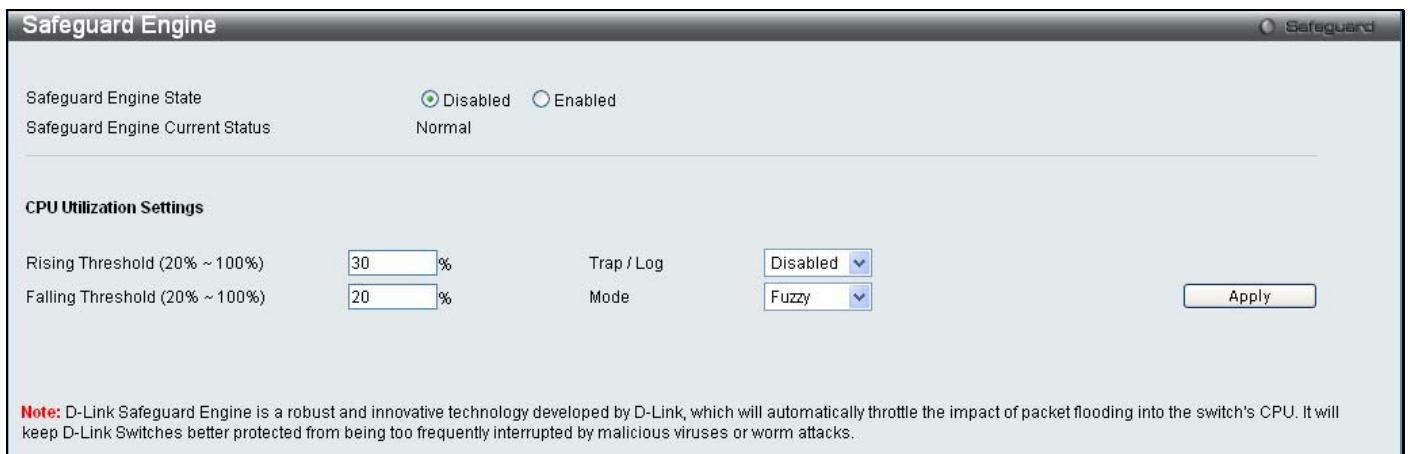 Safeguard Engine
Safeguard
Safeguard Engine State Disabled Enabled
Safeguard Engine Current Status Normal
CPU Utilization Settings
Rising Threshold (20% ~ 100%) 30 % Trap / Log Disabled
Falling Threshold (20% ~ 100%) 20 % Mode Fuzzy Apply
Note: D-Link Safeguard Engine is a robust and innovative technology developed by D-Link, which will automatically throttle the impact of packet flooding into the switch's CPU. It will
keep D-Link Switches better protected from being too frequently interrupted by malicious viruses or worm attacks.